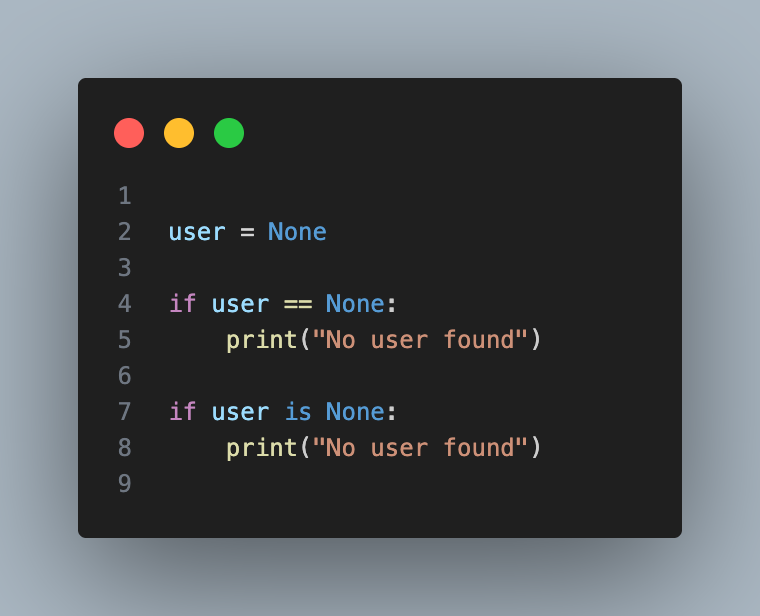 1
2 user = None
3
4 if user == None:
5     print("No user found")
6
7 if user is None:
8     print("No user found")
9